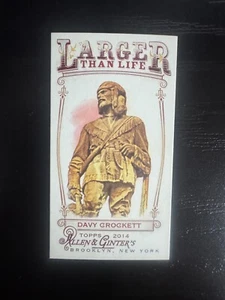 LARGER
THAN LIFE
DAVY CROCKETT
TOPPS 2014
ALLEN & GINTER'S
BROOKLYN, NEW YORK